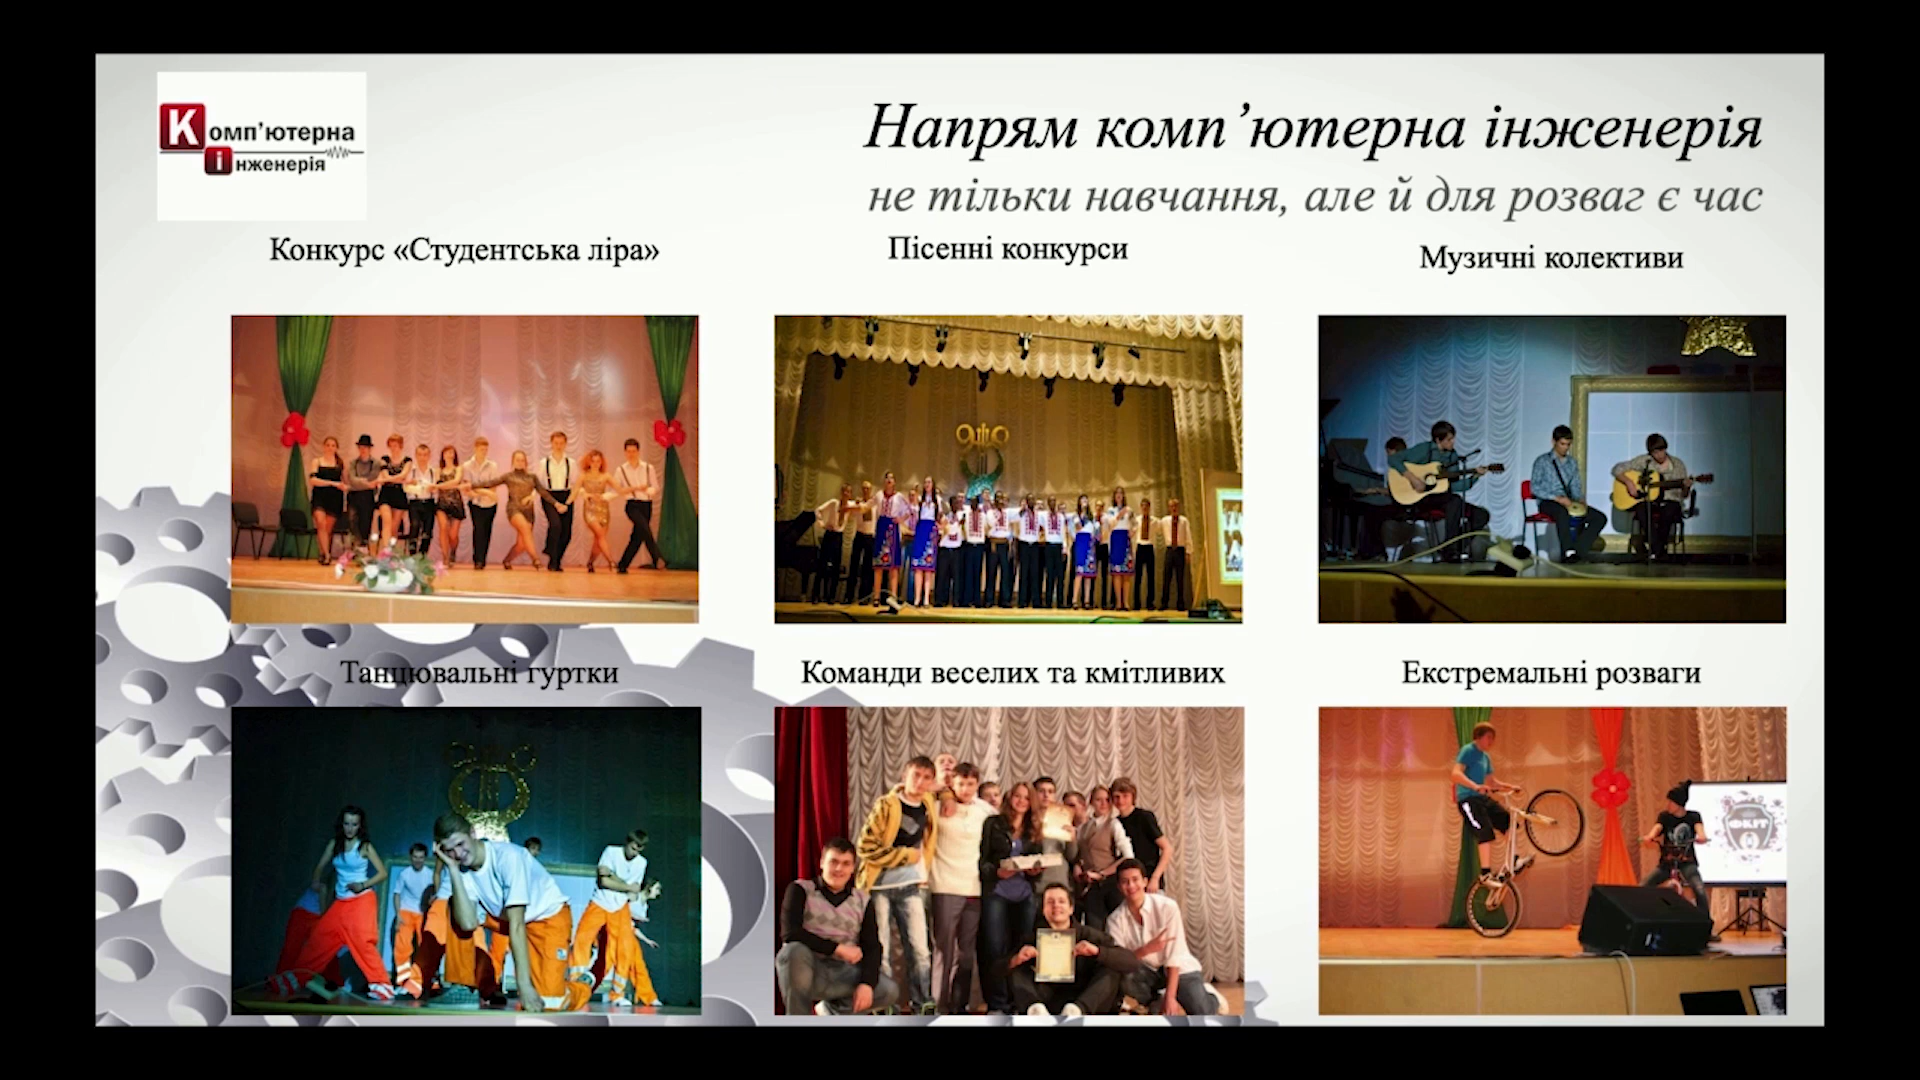 Комп'ютерна
інженерія
Напрям комп’ютерна інженерія
не тільки навчання, але й для розваг є час
Конкурс «Студентська ліра»
Пісенні конкурси
Музичні колективи
Танцювальні гуртки
Команди веселих та кмітливих
Екстремальні розваги
ФКІТ